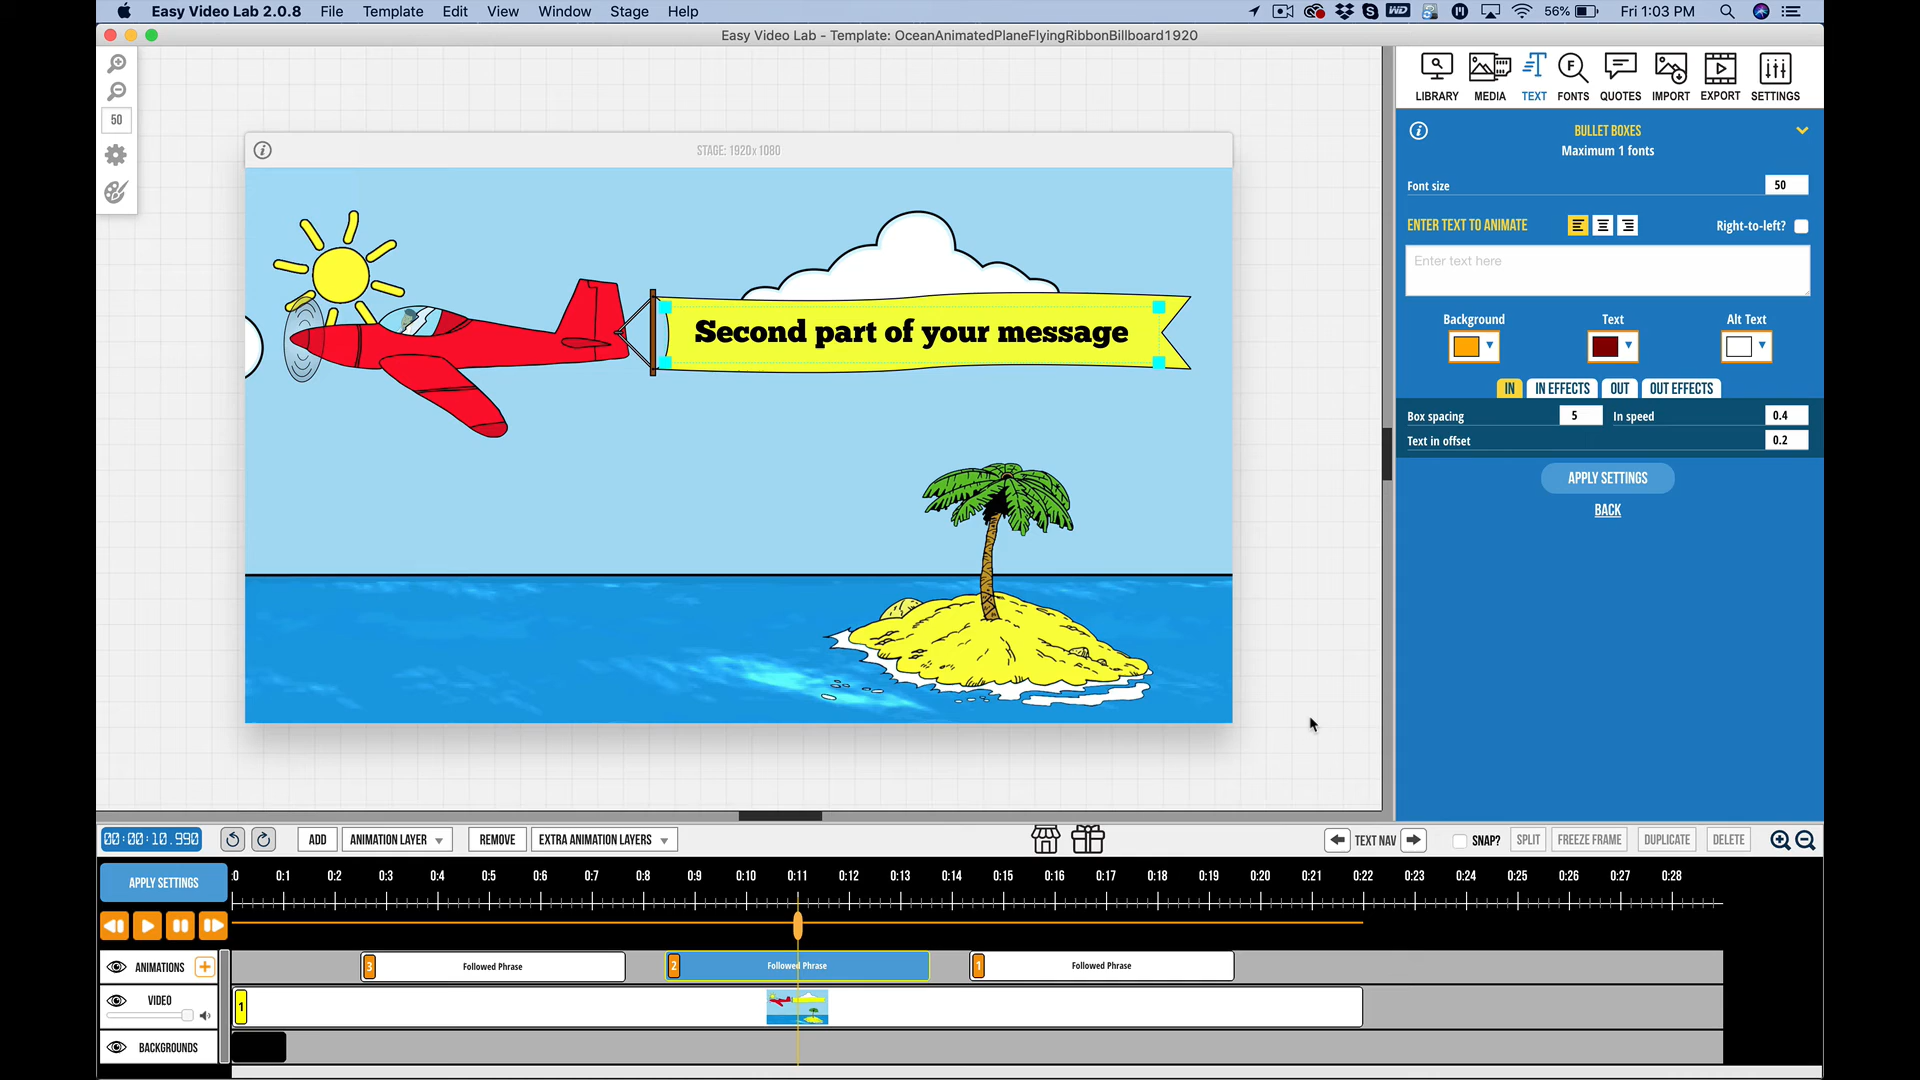 Easy Video Lab 2.0.8 File Template Edit View Window Stage Help
56% Fri 1:03 PM
Easy Video Lab - Template: OceanAnimatedPlaneFlyingRibbonBillboard1920
50
STAGE: 1920x1080
Second part of your message
LIBRARY MEDIA TEXT FONTS QUOTES IMPORT EXPORT SETTINGS
BULLET BOXES
Maximum 1 fonts
Font size 50
ENTER TEXT TO ANIMATE Right-to-left?
Enter text here
Background Text Alt Text
IN IN EFFECTS OUT OUT EFFECTS
Box spacing 5 In speed 0.4
Text in offset 0.2
APPLY SETTINGS
BACK
00:00:10.990 ADD ANIMATION LAYER REMOVE EXTRA ANIMATION LAYERS TEXT NAV SNAP? SPLIT FREEZE FRAME DUPLICATE DELETE
APPLY SETTINGS :0 0:1 0:2 0:3 0:4 0:5 0:6 0:7 0:8 0:9 0:10 0:11 0:12 0:13 0:14 0:15 0:16 0:17 0:18 0:19 0:20 0:21 0:22 0:23 0:24 0:25 0:26 0:27 0:28
ANIMATIONS 3 Followed Phrase 2 Followed Phrase 1 Followed Phrase
VIDEO 1
BACKGROUNDS